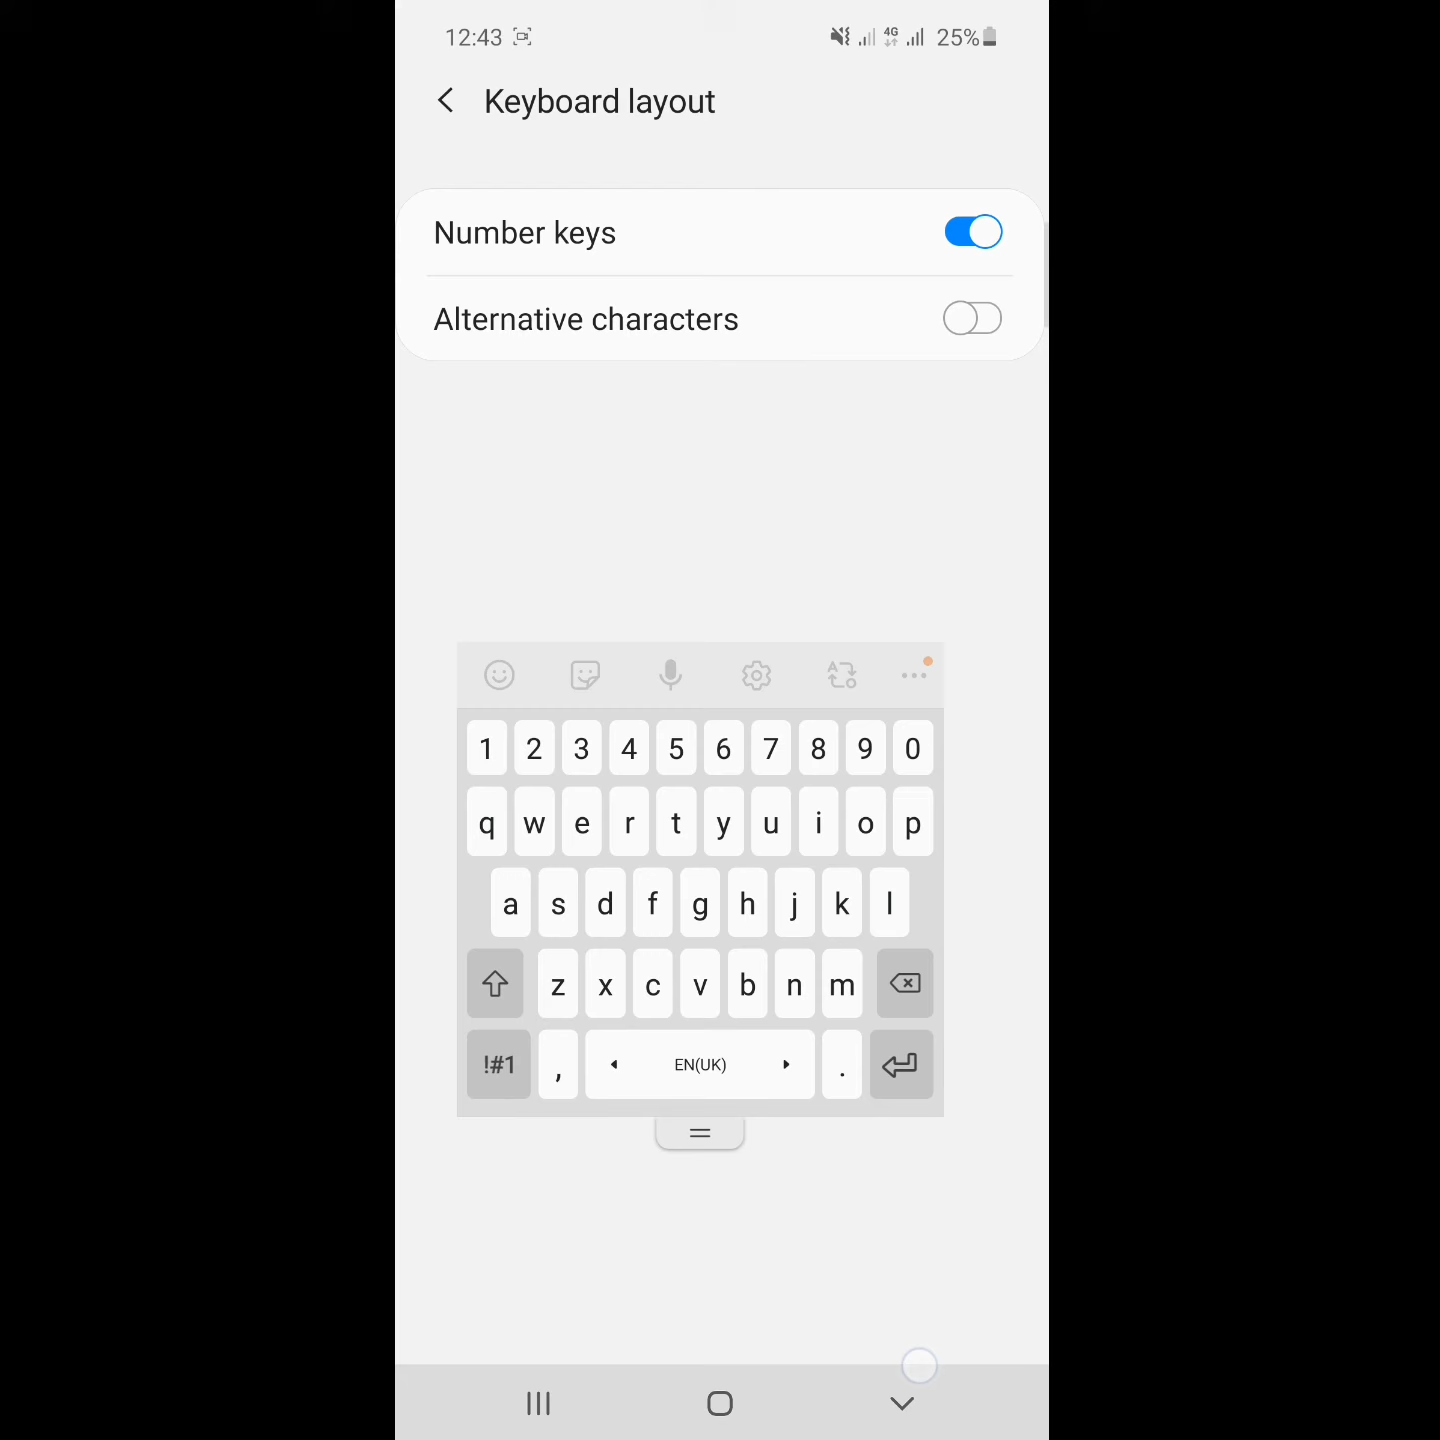 12:43 4G 25%
Keyboard layout
Number keys
Alternative characters
1 2 3 4 5 6 7 8 9 0
q w e r t y u i o p
a s d f g h j k l
z x c v b n m
!#1 , EN(UK) .